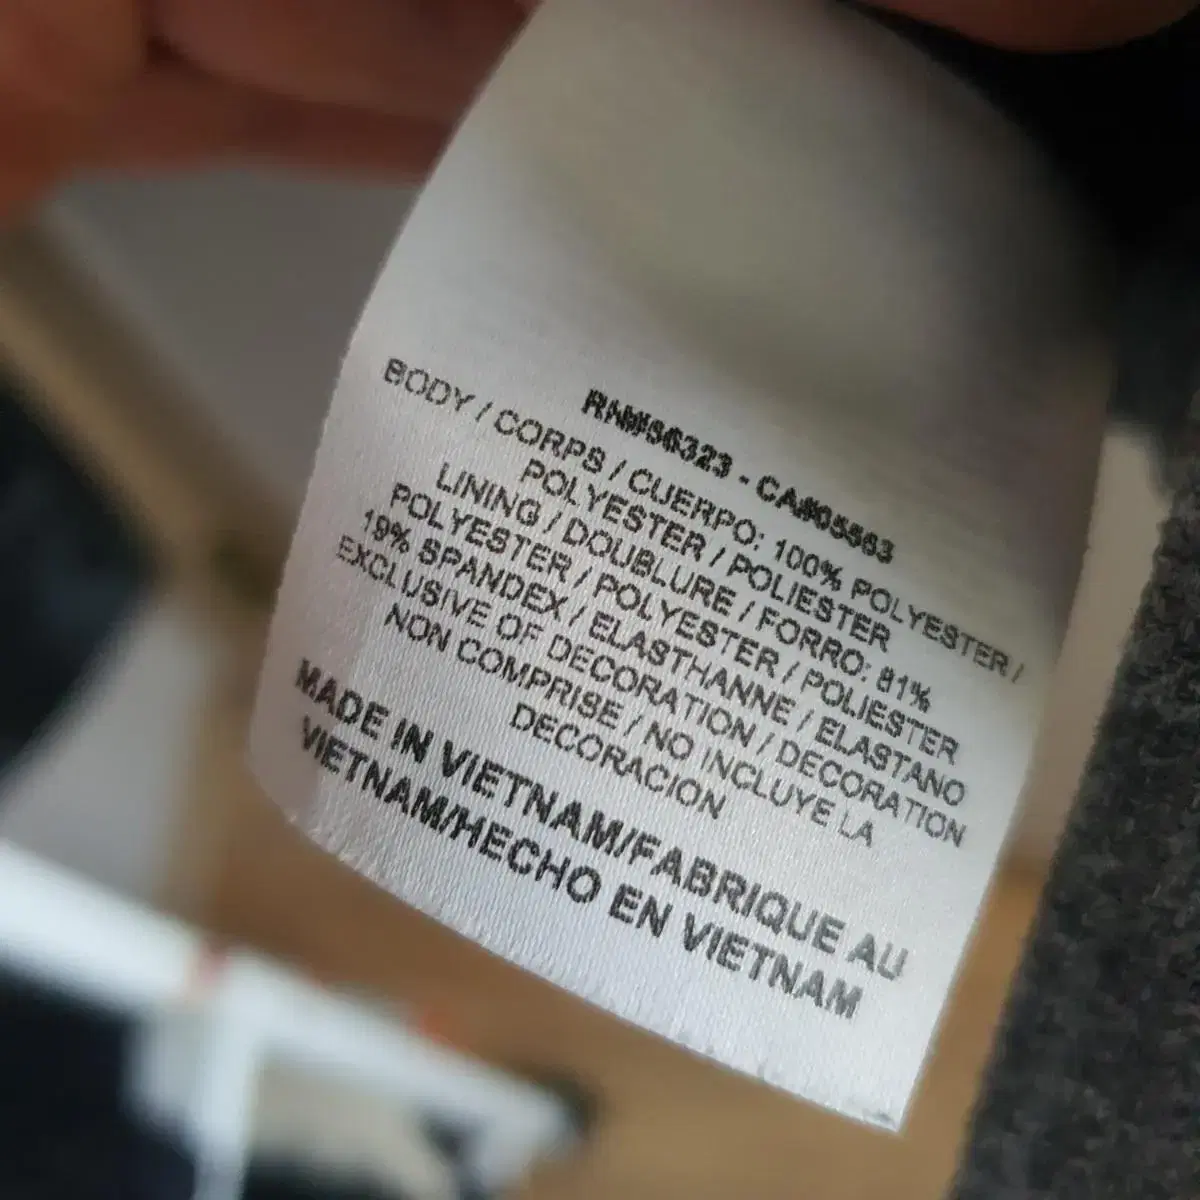 RN#56323 - CA#05563
BODY / CORPS / CUERPO: 100% POLYESTER /
POLYESTER / POLIESTER
LINING / DOUBLURE / FORRO: 81%
POLYESTER / POLYESTER / POLIESTER
19% SPANDEX / ELASTHANNE / ELASTANO
EXCLUSIVE OF DECORATION / DECORATION
NON COMPRISE / NO INCLUYE LA
DECORACION
MADE IN VIETNAM/FABRIQUE AU
VIETNAM/HECHO EN VIETNAM